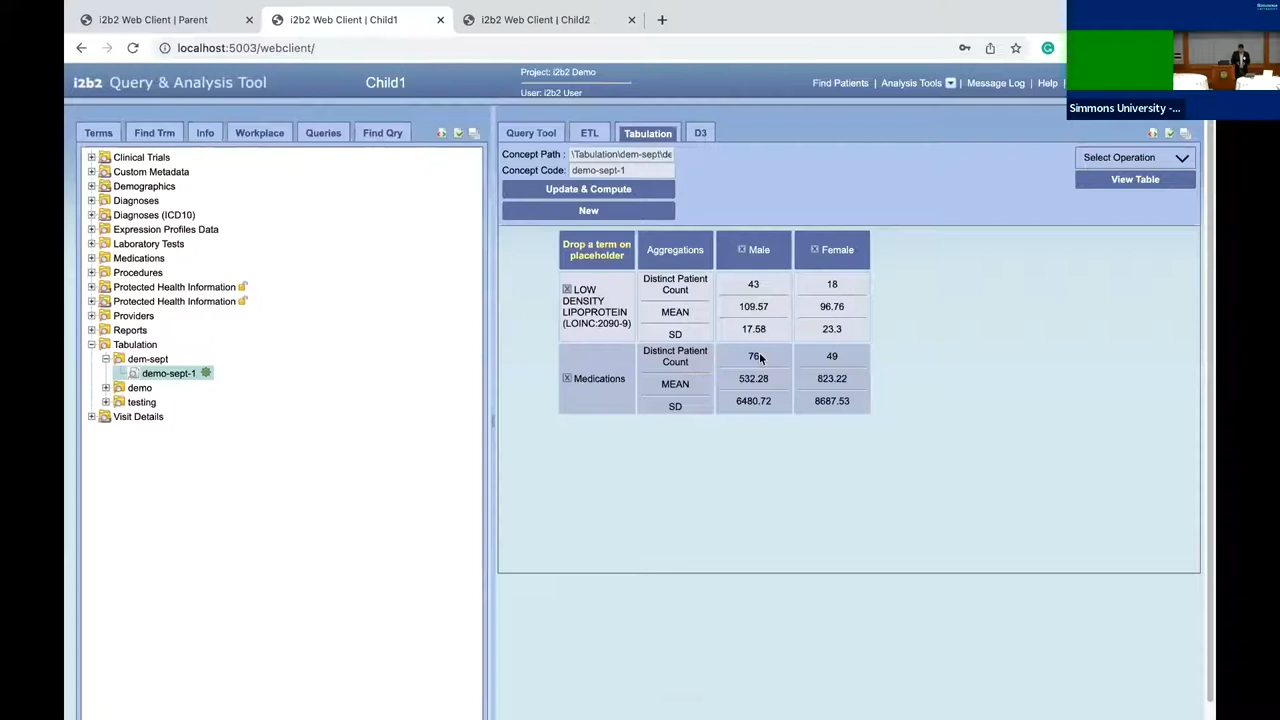 i2b2 Web Client | Parent
i2b2 Web Client | Child1
i2b2 Web Client | Child2
localhost:5003/webclient/
i2b2 Query & Analysis Tool
Child1
Project: i2b2 Demo
User: i2b2 User
Find Patients | Analysis Tools | Message Log | Help |
Simmons University -...
Terms
Find Trm
Info
Workplace
Queries
Find Qry
Clinical Trials
Custom Metadata
Demographics
Diagnoses
Diagnoses (ICD10)
Expression Profiles Data
Laboratory Tests
Medications
Procedures
Protected Health Information
Protected Health Information
Providers
Reports
Tabulation
dem-sept
demo-sept-1
demo
testing
Visit Details
Query Tool
ETL
Tabulation
D3
Concept Path : \Tabulation\dem-sept\de
Concept Code: demo-sept-1
Update & Compute
New
Select Operation
View Table
Drop a term on
placeholder
Aggregations
Male
Female
LOW
DENSITY
LIPOPROTEIN
(LOINC:2090-9)
Distinct Patient
Count
43
18
MEAN
109.57
96.76
SD
17.58
23.3
Medications
Distinct Patient
Count
76
49
MEAN
532.28
823.22
SD
6480.72
8687.53